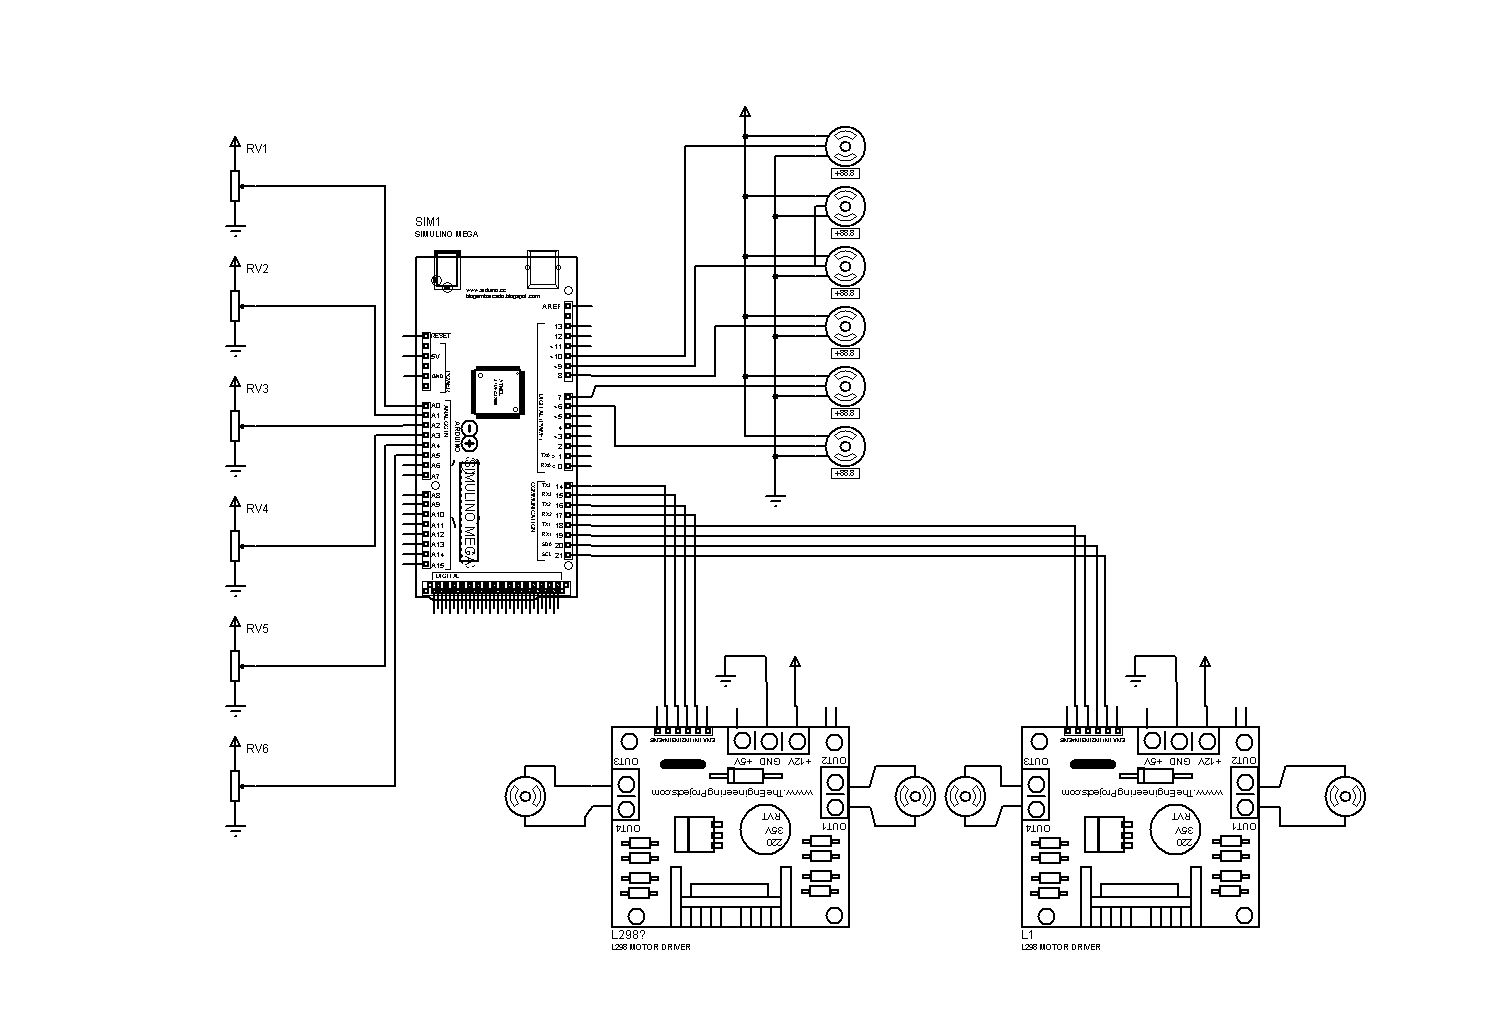 RV1
RV2
RV3
RV4
RV5
RV6
SIM1
SIMULINO MEGA
www.arduino.cc
blogembarcado.blogspot.com
RESET
5V
GND
A0
A1
A2
A3
A4
A5
A6
A7
A8
A9
A10
A11
A12
A13
A14
A15
ANALOG IN
ARDUINO
SIMULINO MEGA
AREF
13
12
~11
~10
~9
8
7
~6
~5
4
~3
2
TX0 > 1
RX0 < 0
TX3 14
RX3 15
TX2 16
RX2 17
TX1 18
RX1 19
SDA 20
SCL 21
COMMUNICATION
DIGITAL
+88.8
+88.8
+88.8
+88.8
+88.8
+88.8
OUT3
+5V
GND
+12V
OUT2
www.TheEngineeringProjects.com
OUT4
OUT1
RVT
35V
220
L298?
L298 MOTOR DRIVER
OUT3
+5V
GND
+12V
OUT2
www.TheEngineeringProjects.com
OUT4
OUT1
RVT
35V
220
L1
L298 MOTOR DRIVER